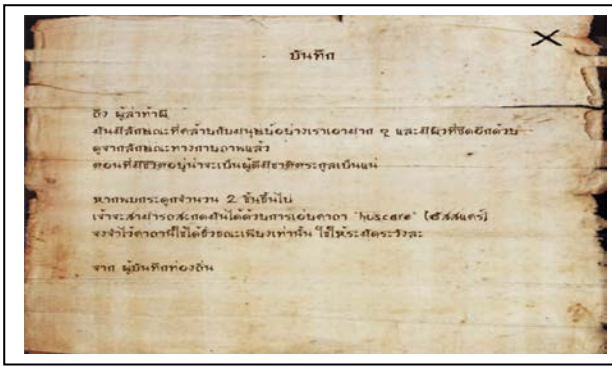 บันทึก
ถึง ผู้ล่าท้าผี
มันมีลักษณะที่คล้ายกับมนุษย์อย่างเราเอามาก ๆ และมีผิวที่ซีดอีกด้วย
ดูจากลักษณะทางกายภาพแล้ว
ตอนที่มีชีวิตอยู่น่าจะเป็นผู้ดีมีชาติตระกูลเป็นแน่
หากพบกระดูกจำนวน 2 ชิ้นขึ้นไป
เจ้าจะสามารถสะกดมันได้ด้วยการเอ่ยคาถา "huscare" (ฮัสแคร์)
จงจำไว้คาถานี้ใช้ได้ชั่วขณะเพียงเท่านั้น ใช้ให้ระมัดระวังละ
จาก ผู้บันทึกท้องถิ่น